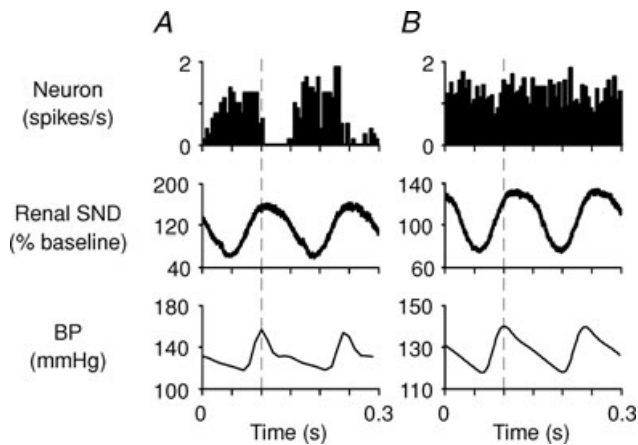 A B
2 2
Neuron
(spikes/s)
0 0
200 140
Renal SND
(% baseline)
120 100
40 60
180 150
BP
(mmHg)
140 130
100 110
0 0.3 0 0.3
Time (s) Time (s)